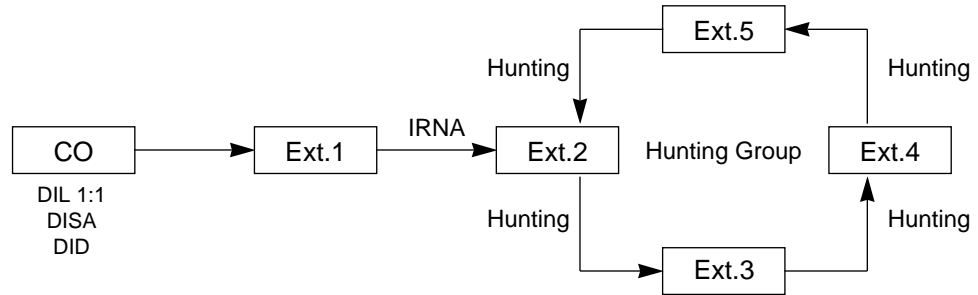 Ext.5
Hunting
Hunting
IRNA
CO
Ext.1
Ext.2
Hunting Group
Ext.4
DIL 1:1
DISA
DID
Hunting
Hunting
Ext.3